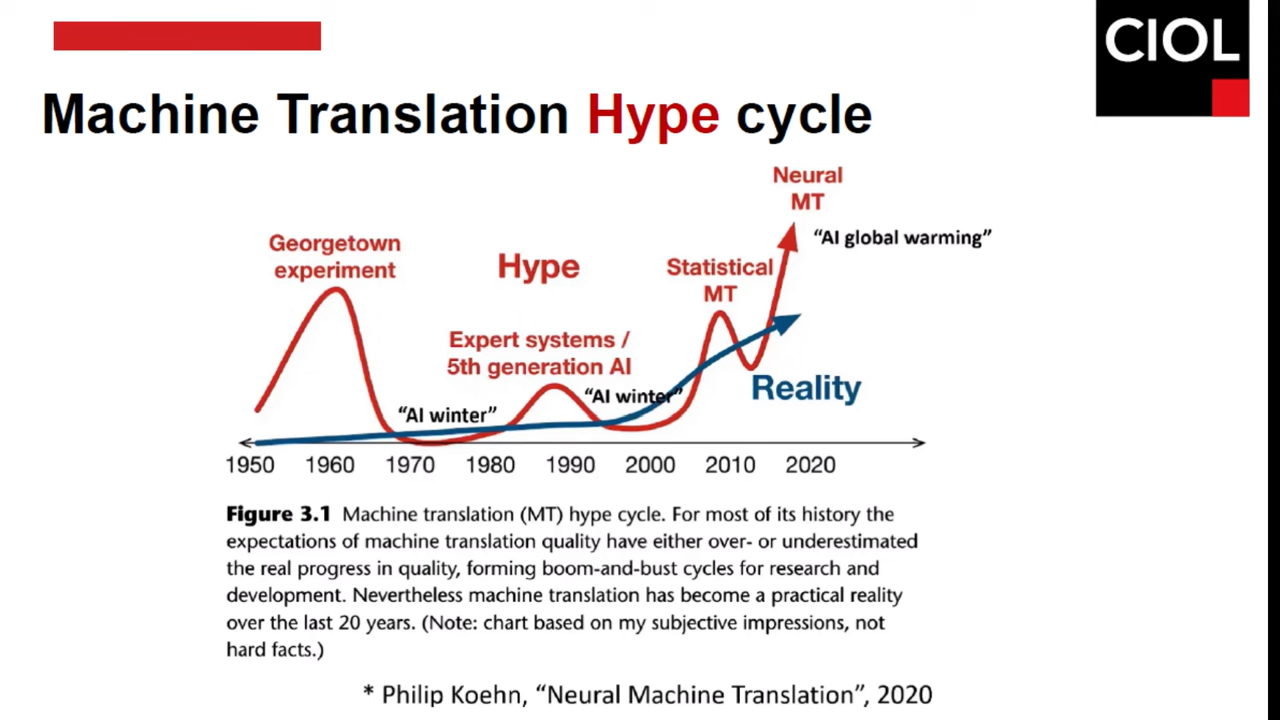 CIOL
Machine Translation Hype cycle
Neural
MT
"AI global warming"
Georgetown
experiment
Hype
Statistical
MT
Expert systems /
5th generation AI
"AI winter"
Reality
"AI winter"
1950 1960 1970 1980 1990 2000 2010 2020
Figure 3.1 Machine translation (MT) hype cycle. For most of its history the
expectations of machine translation quality have either over- or underestimated
the real progress in quality, forming boom-and-bust cycles for research and
development. Nevertheless machine translation has become a practical reality
over the last 20 years. (Note: chart based on my subjective impressions, not
hard facts.)
* Philip Koehn, "Neural Machine Translation", 2020